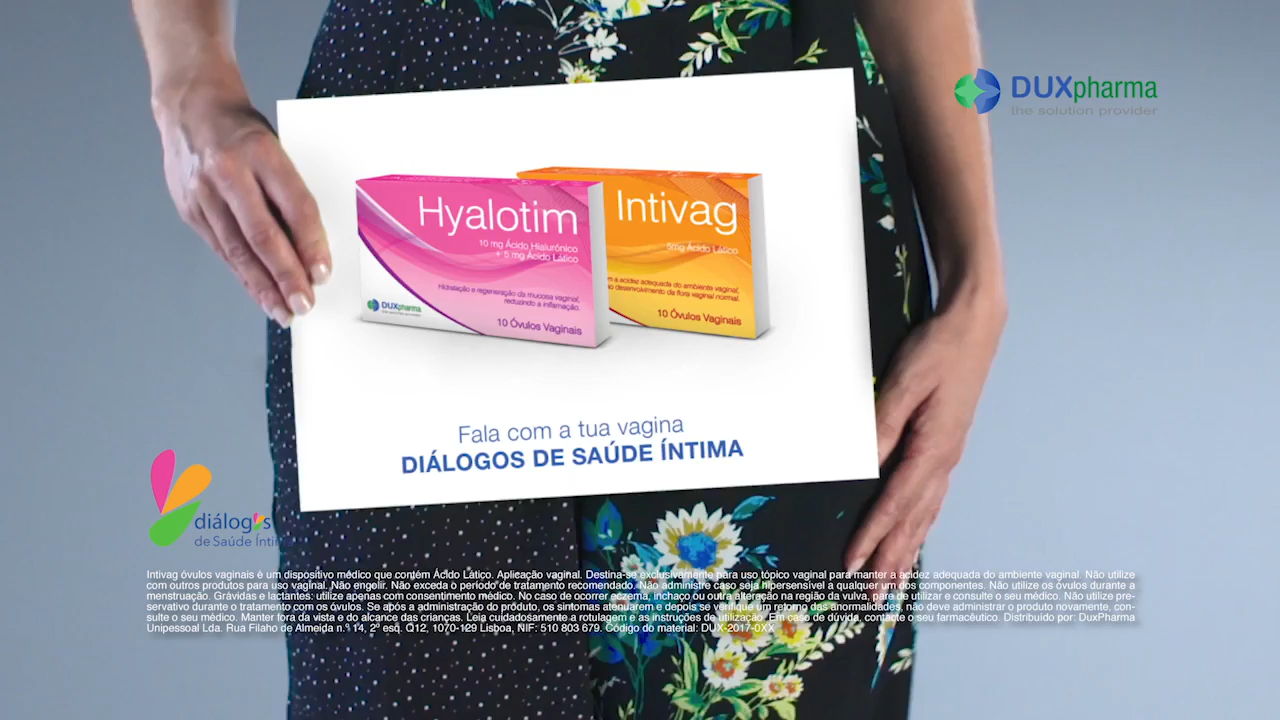 DUXpharma
the solution provider
Hyalotim
10 mg Ácido Hialurónico
+ 5 mg Ácido Lático
Hidratação e regeneração da mucosa vaginal,
reduzindo a inflamação.
DUXpharma
10 Óvulos Vaginais
Intivag
5mg Ácido Lático
m a acidez adequada do ambiente vaginal,
o desenvolvimento da flora vaginal normal.
10 Óvulos Vaginais
Fala com a tua vagina
DIÁLOGOS DE SAÚDE ÍNTIMA
diálogos
de Saúde Íntima
Intivag óvulos vaginais é um dispositivo médico que contém Ácido Lático. Aplicação vaginal. Destina-se exclusivamente para uso tópico vaginal para manter a acidez adequada do ambiente vaginal. Não utilize
com outros produtos para uso vaginal. Não engolir. Não exceda o período de tratamento recomendado. Não administre caso seja hipersensível a qualquer um dos componentes. Não utilize os óvulos durante a
menstruação. Grávidas e lactantes: utilize apenas com consentimento médico. No caso de ocorrer eczema, inchaço ou outra alteração na região da vulva, pare de utilizar e consulte o seu médico. Não utilize pre-
servativo durante o tratamento com os óvulos. Se após a administração do produto, os sintomas atenuarem e depois se verifique um retorno das anormalidades, não deve administrar o produto novamente, con-
sulte o seu médico. Manter fora da vista e do alcance das crianças. Leia cuidadosamente a rotulagem e as instruções de utilização. Em caso de dúvida, contacte o seu farmacêutico. Distribuído por: DuxPharma
Unipessoal Lda. Rua Filaho de Almeida n.º 14, 2º esq. Q12, 1070-129 Lisboa, NIF: 510 803 679. Código do material: DUX-2017-0XX